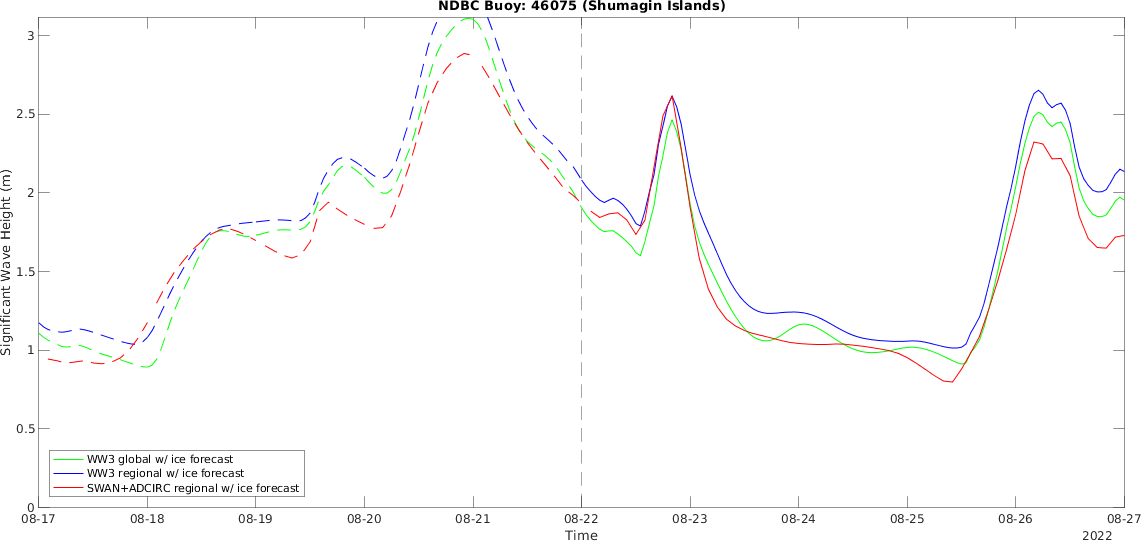 NDBC Buoy: 46075 (Shumagin Islands)
3
2.5
2
1.5
1
0.5
0
Significant Wave Height (m)
WW3 global w/ ice forecast
WW3 regional w/ ice forecast
SWAN+ADCIRC regional w/ ice forecast
08-17 08-18 08-19 08-20 08-21 08-22 08-23 08-24 08-25 08-26 08-27
Time
2022